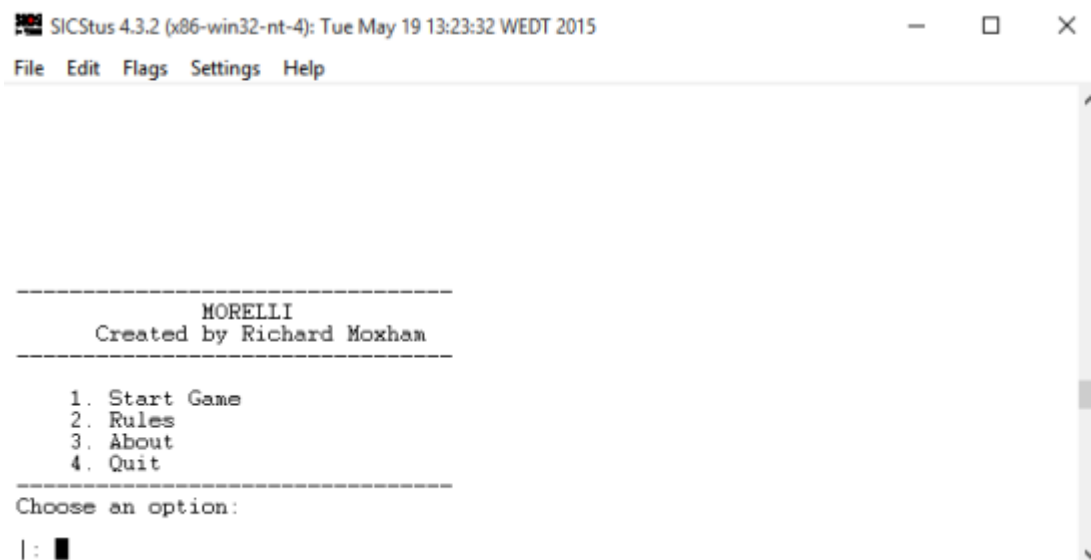 SICStus 4.3.2 (x86-win32-nt-4): Tue May 19 13:23:32 WEDT 2015
File Edit Flags Settings Help
---------------------------------
MORELLI
Created by Richard Moxham
---------------------------------
1. Start Game
2. Rules
3. About
4. Quit
---------------------------------
Choose an option:
|: